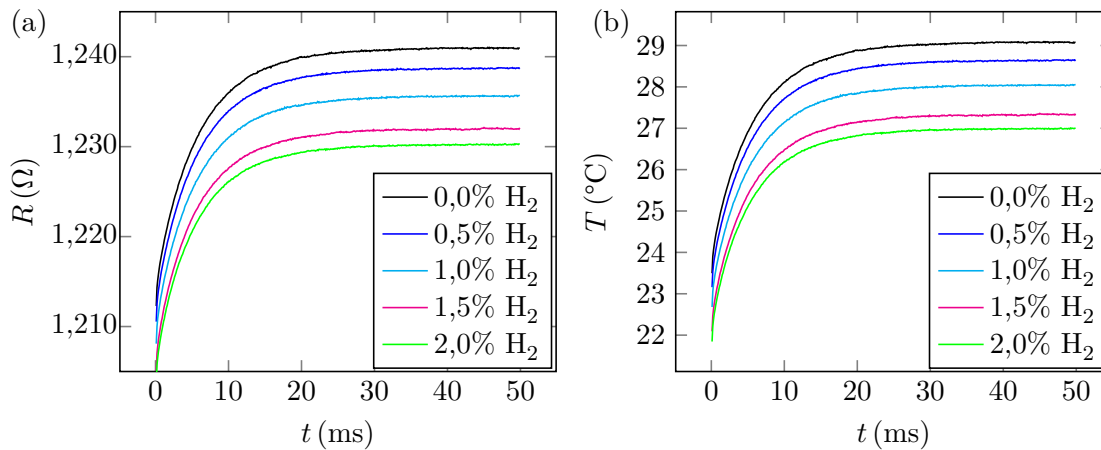 (a)
1,240
1,230
1,220
1,210
R (Ω)
0 10 20 30 40 50
t (ms)
0,0% H₂
0,5% H₂
1,0% H₂
1,5% H₂
2,0% H₂
(b)
29
28
27
26
25
24
23
22
T (°C)
0 10 20 30 40 50
t (ms)
0,0% H₂
0,5% H₂
1,0% H₂
1,5% H₂
2,0% H₂